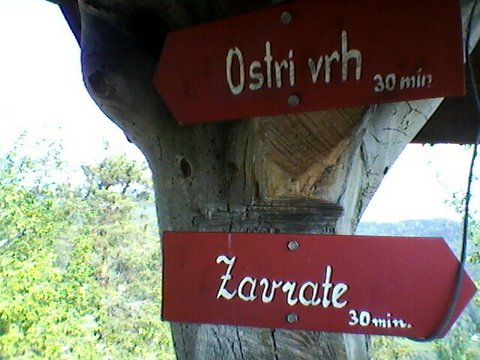 Ostri vrh 30 min
Zavrate
30 min.